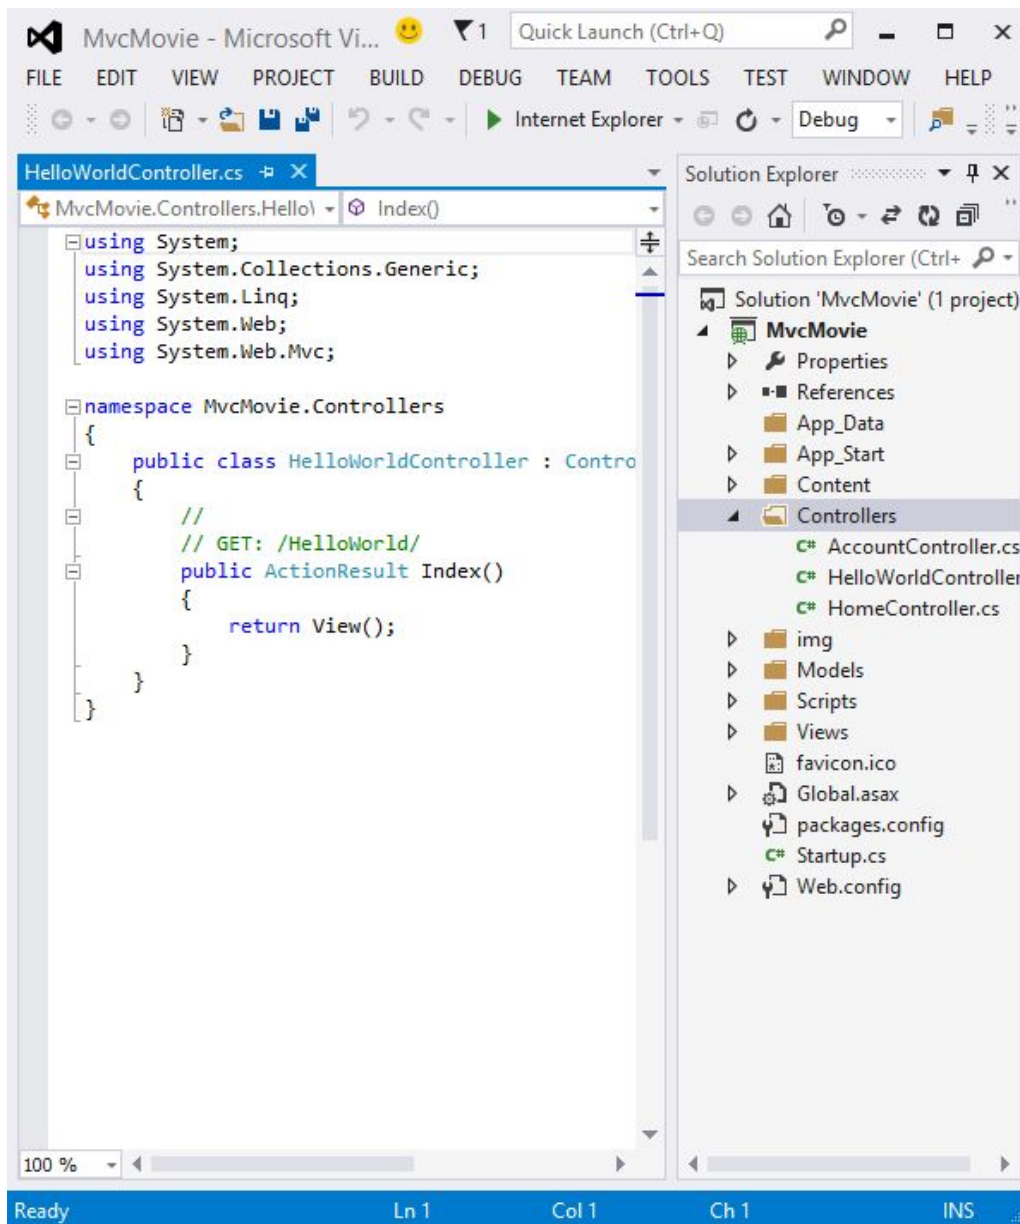 MvcMovie - Microsoft Vi...
1
Quick Launch (Ctrl+Q)
FILE EDIT VIEW PROJECT BUILD DEBUG TEAM TOOLS TEST WINDOW HELP
Internet Explorer
Debug
HelloWorldController.cs
MvcMovie.Controllers.Hello\
Index()
using System;
using System.Collections.Generic;
using System.Linq;
using System.Web;
using System.Web.Mvc;
namespace MvcMovie.Controllers
{
public class HelloWorldController : Contro
{
//
// GET: /HelloWorld/
public ActionResult Index()
{
return View();
}
}
}
100 %
Solution Explorer
Search Solution Explorer (Ctrl+
Solution 'MvcMovie' (1 project)
MvcMovie
Properties
References
App_Data
App_Start
Content
Controllers
C# AccountController.cs
C# HelloWorldController
C# HomeController.cs
img
Models
Scripts
Views
favicon.ico
Global.asax
packages.config
C# Startup.cs
Web.config
Ready Ln 1 Col 1 Ch 1 INS